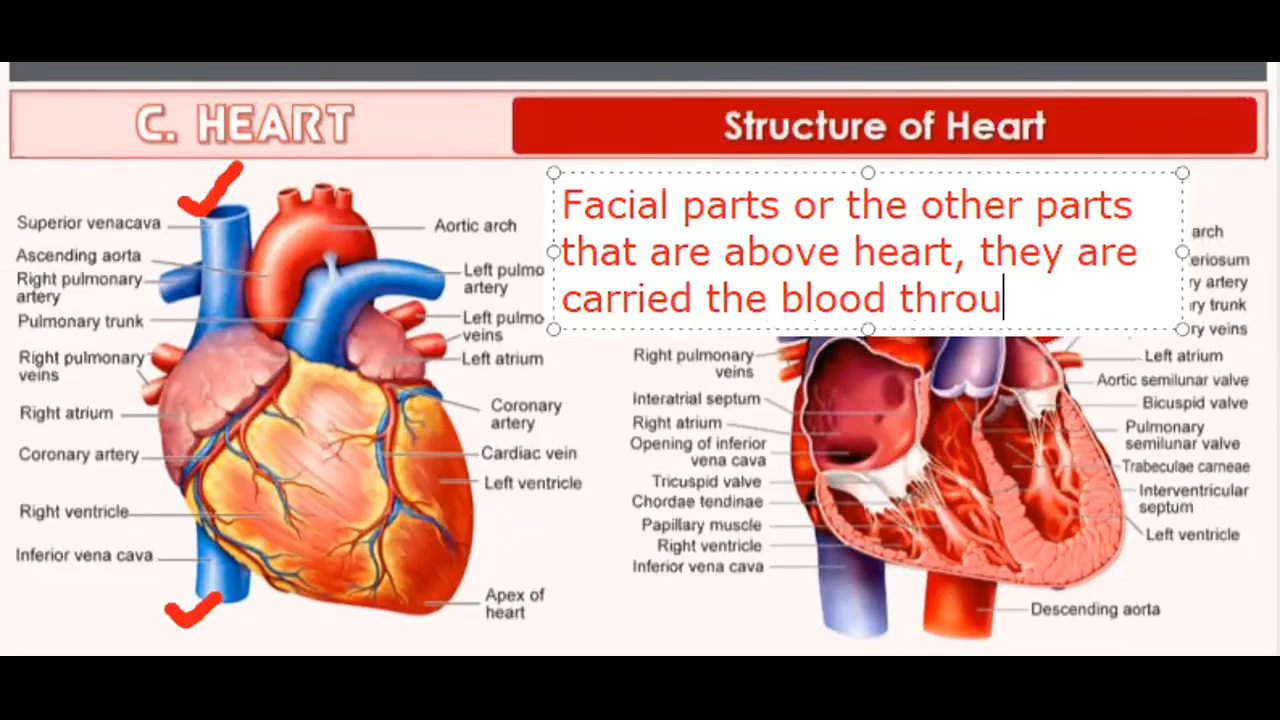 C. HEART
Structure of Heart
Superior venacava
Ascending aorta
Right pulmonary
artery
Pulmonary trunk
Right pulmonary
veins
Right atrium
Coronary artery
Right ventricle
Inferior vena cava
Aortic arch
Left pulmo
artery
Left pulmo
veins
Left atrium
Coronary
artery
Cardiac vein
Left ventricle
Apex of
heart
Facial parts or the other parts
that are above heart, they are
carried the blood throu
Right pulmonary
veins
Interatrial septum
Right atrium
Opening of inferior
vena cava
Tricuspid valve
Chordae tendinae
Papillary muscle
Right ventricle
Inferior vena cava
arch
eriosum
ry artery
ry trunk
ry veins
Left atrium
Aortic semilunar valve
Bicuspid valve
Pulmonary
semilunar valve
Trabeculae carneae
Interventricular
septum
Left ventricle
Descending aorta